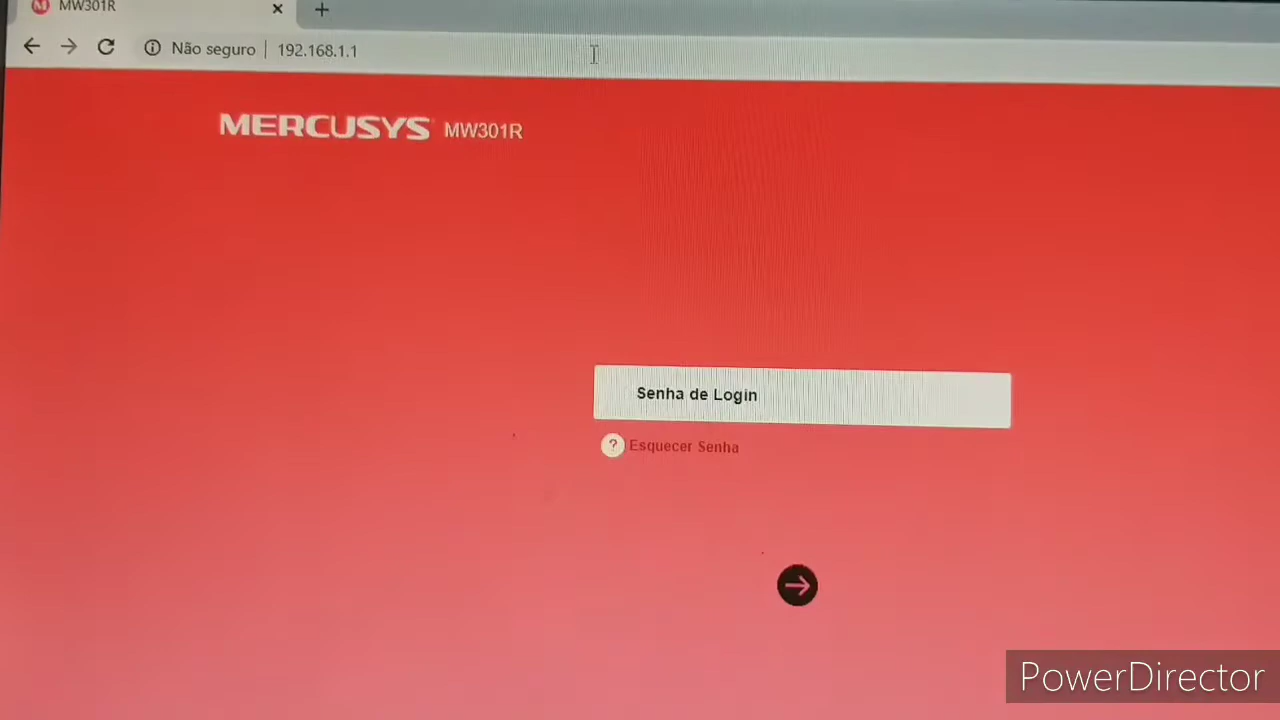 MW301R
Não seguro 192.168.1.1
MERCUSYS MW301R
Senha de Login
? Esquecer Senha
PowerDirector